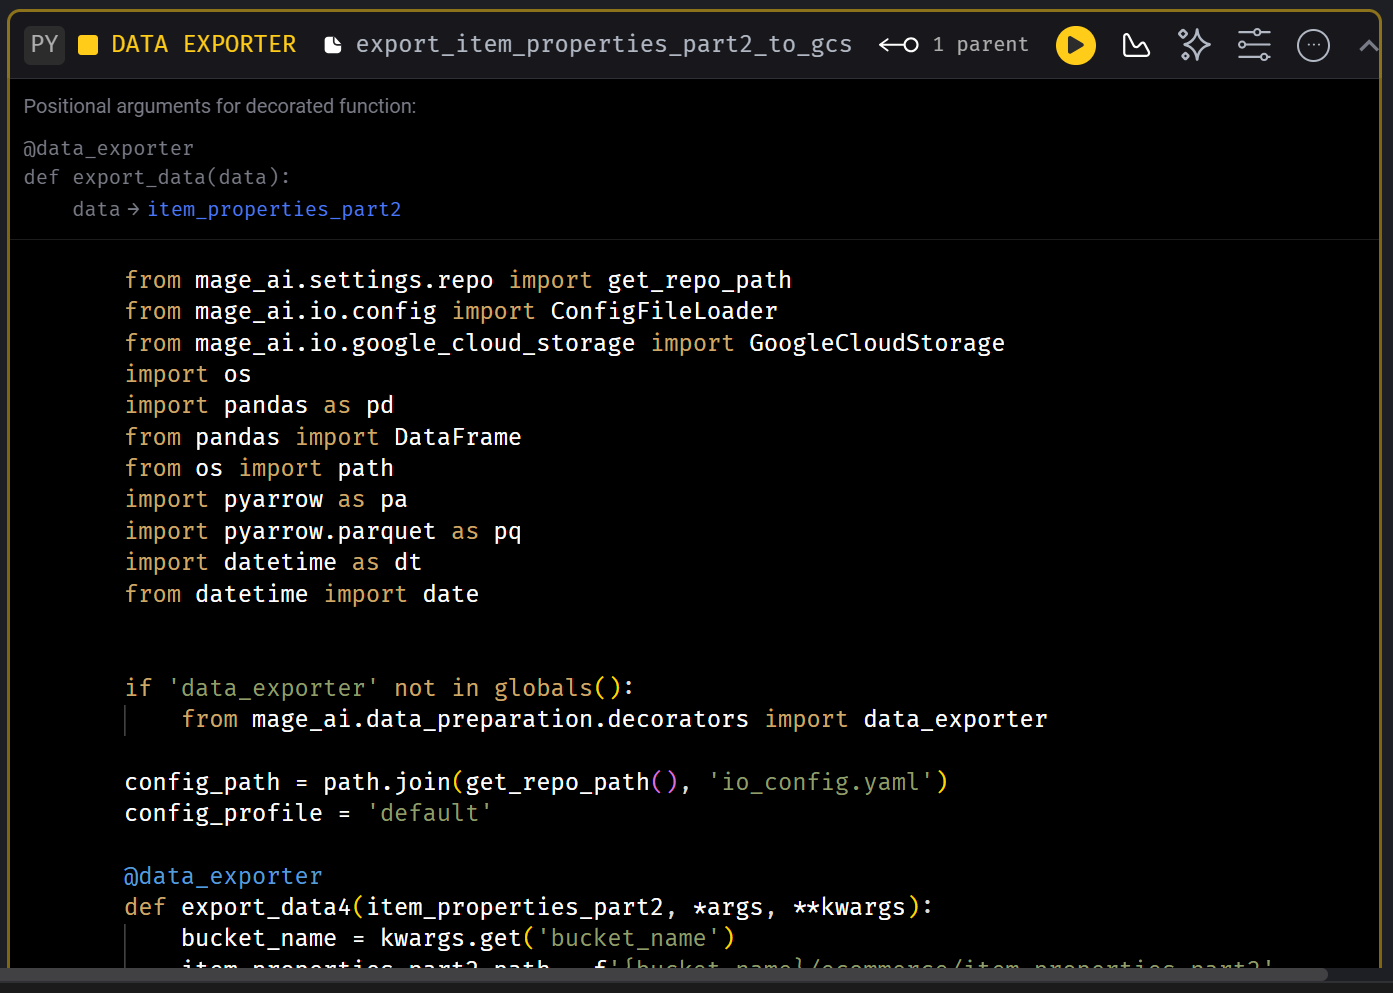 PY DATA EXPORTER export_item_properties_part2_to_gcs 1 parent
Positional arguments for decorated function:
@data_exporter
def export_data(data):
data → item_properties_part2
from mage_ai.settings.repo import get_repo_path
from mage_ai.io.config import ConfigFileLoader
from mage_ai.io.google_cloud_storage import GoogleCloudStorage
import os
import pandas as pd
from pandas import DataFrame
from os import path
import pyarrow as pa
import pyarrow.parquet as pq
import datetime as dt
from datetime import date
if 'data_exporter' not in globals():
from mage_ai.data_preparation.decorators import data_exporter
config_path = path.join(get_repo_path(), 'io_config.yaml')
config_profile = 'default'
@data_exporter
def export_data4(item_properties_part2, *args, **kwargs):
bucket_name = kwargs.get('bucket_name')
item_properties_part2_path = f'{bucket_name}/ecommerce/item_properties_part2'